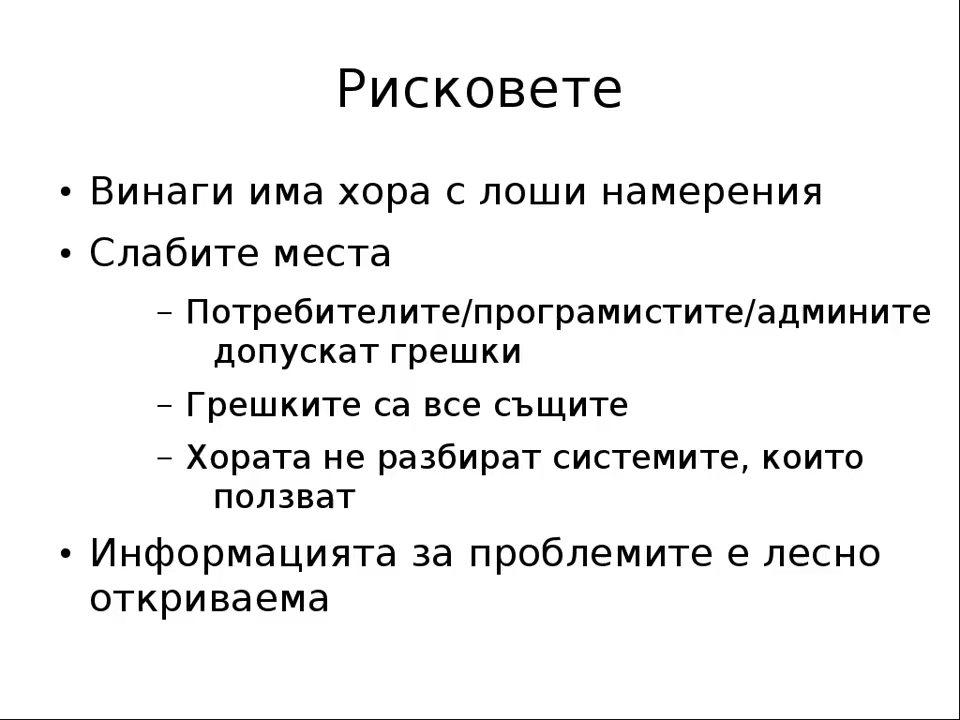 Рисковете
• Винаги има хора с лоши намерения
• Слабите места
– Потребителите/програмистите/админите
допускат грешки
– Грешките са все същите
– Хората не разбират системите, които
ползват
• Информацията за проблемите е лесно
откриваема